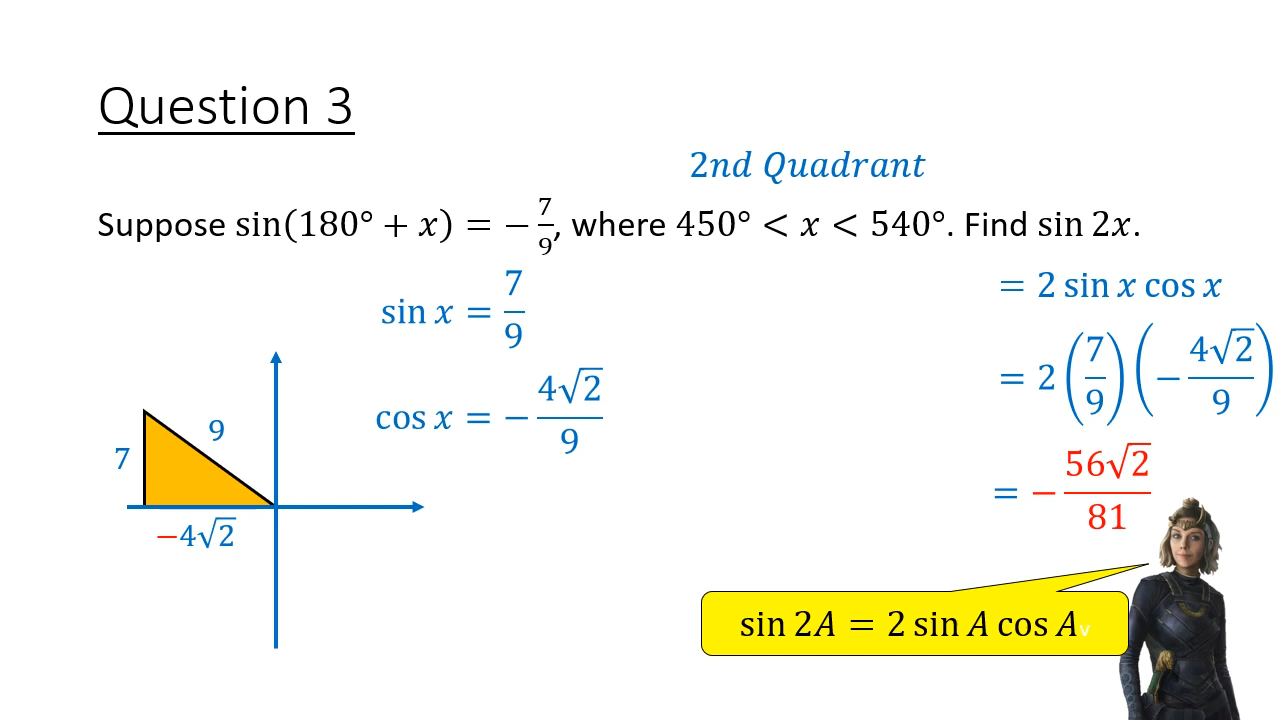 Question 3
2nd Quadrant
Suppose sin(180° + x) = −7/9, where 450° < x < 540°. Find sin 2x.
sin x = 7/9
= 2 sin x cos x
cos x = − 4√2/9
= 2 (7/9) (− 4√2/9)
9
7
−4√2
= − 56√2/81
sin 2A = 2 sin A cos A v